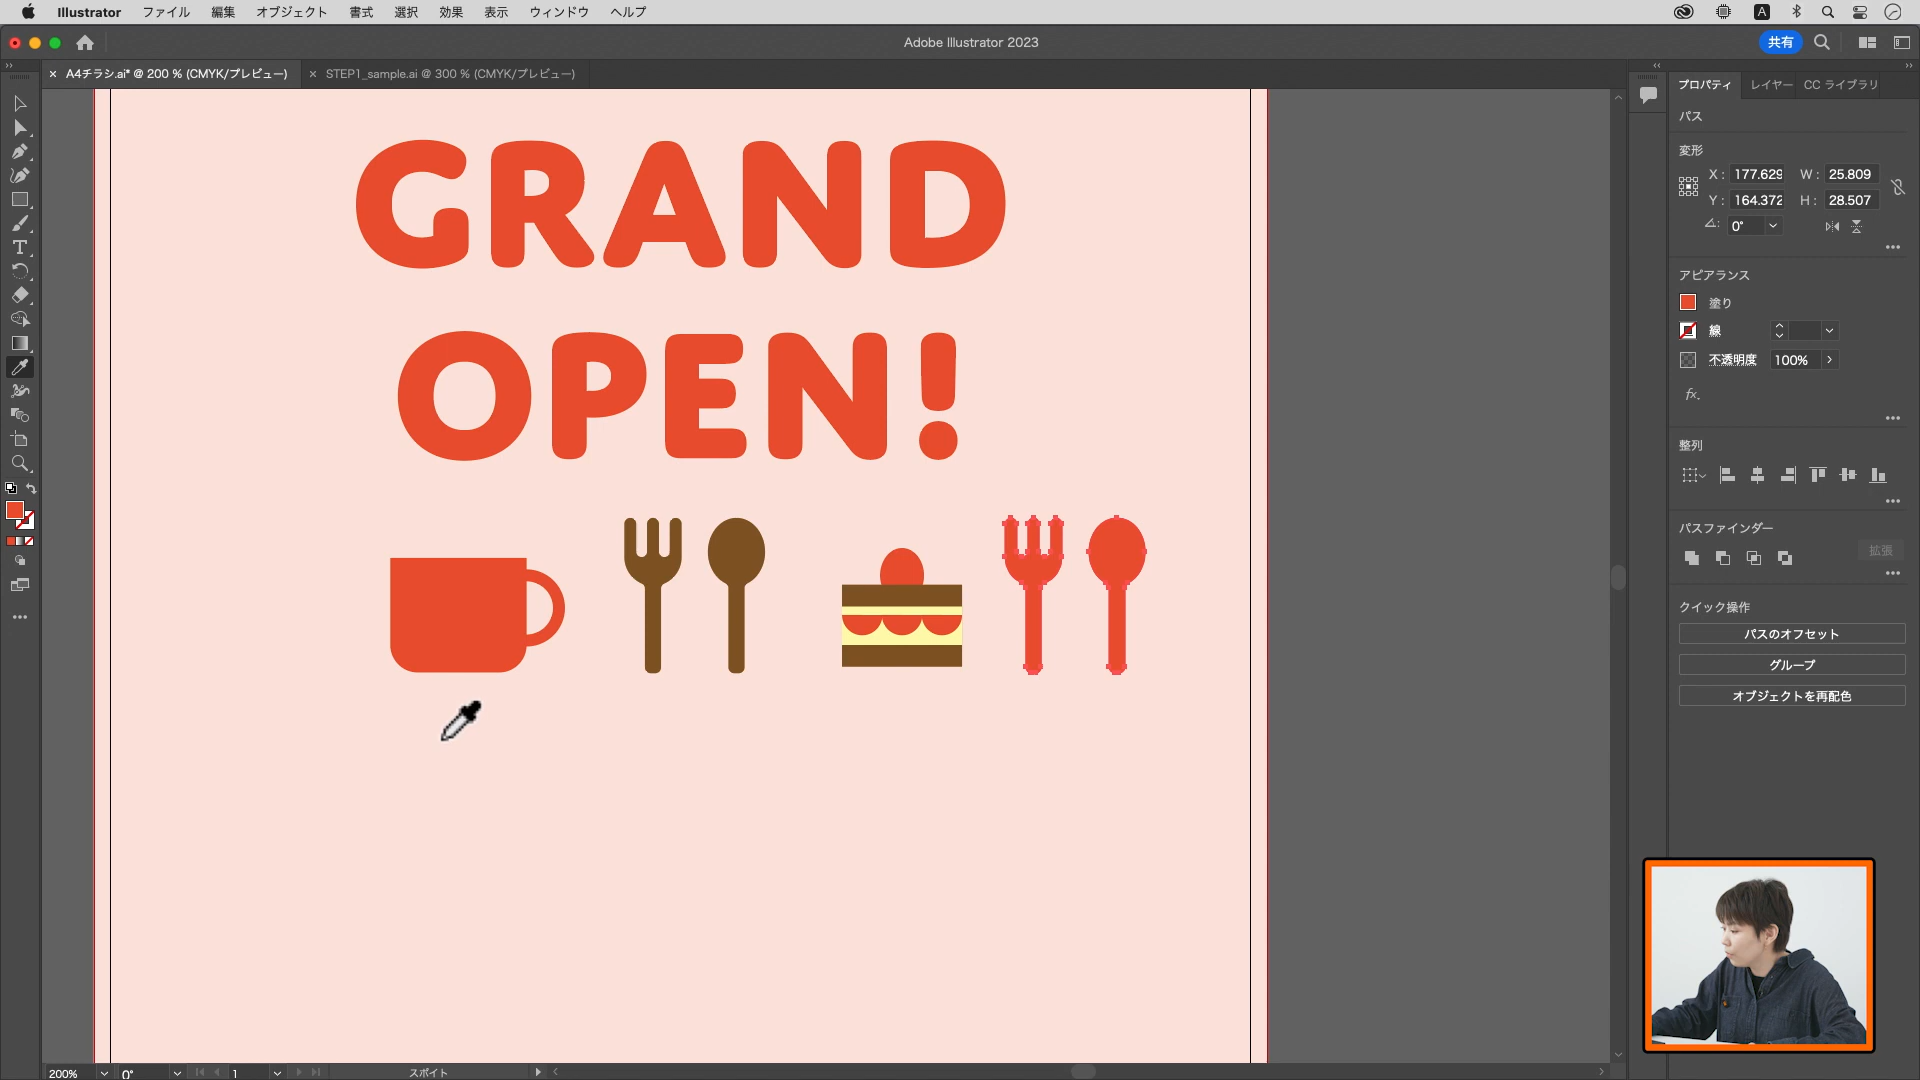 Illustrator ファイル 編集 オブジェクト 書式 選択 効果 表示 ウィンドウ ヘルプ A
Adobe Illustrator 2023
共有
A4チラシ.ai* @ 200 % (CMYK/プレビュー)
STEP1_sample.ai @ 300 % (CMYK/プレビュー)
プロパティ レイヤー CC ライブラリ
パス
変形
X : 177.629 W : 25.809
Y : 164.372 H : 28.507
0°
アピアランス
塗り
線
不透明度 100%
fx.
整列
パスファインダー
拡張
クイック操作
パスのオフセット
グループ
オブジェクトを再配色
GRAND
OPEN!
200% 0° 1 スポイト